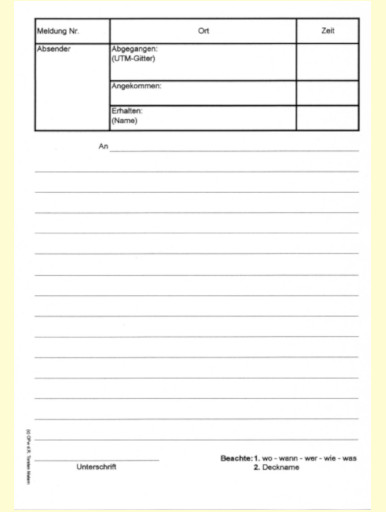 Meldung Nr. Ort Zeit
Absender Abgegangen:
(UTM-Gitter)
Angekommen:
Erhalten:
(Name)
An
Beachte: 1. wo - wann - wer - wie - was
Unterschrift 2. Deckname